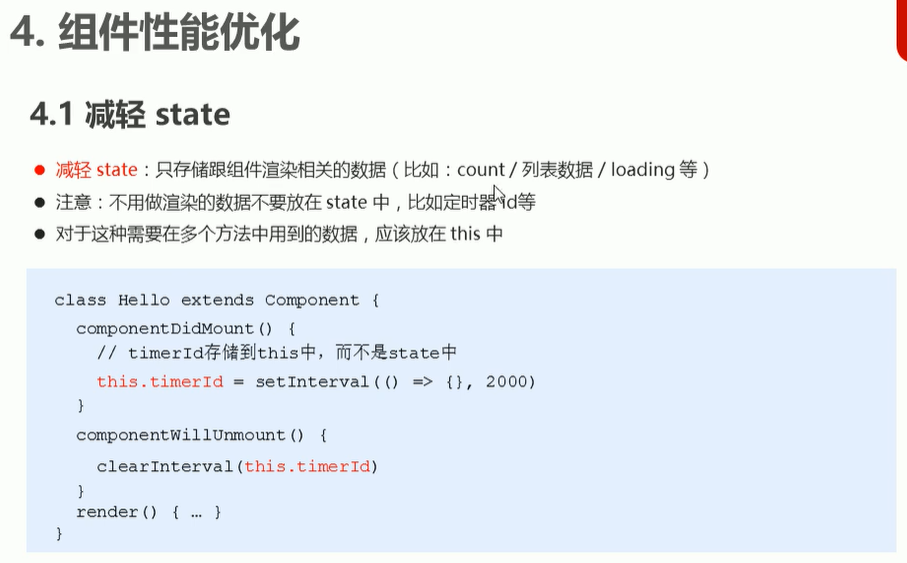 4. 组件性能优化
4.1 减轻 state
● 减轻 state：只存储跟组件渲染相关的数据（比如：count / 列表数据 / loading 等）
● 注意：不用做渲染的数据不要放在 state 中，比如定时器 id等
● 对于这种需要在多个方法中用到的数据，应该放在 this 中
class Hello extends Component {
componentDidMount() {
// timerId存储到this中，而不是state中
this.timerId = setInterval(() => {}, 2000)
}
componentWillUnmount() {
clearInterval(this.timerId)
}
render() { … }
}